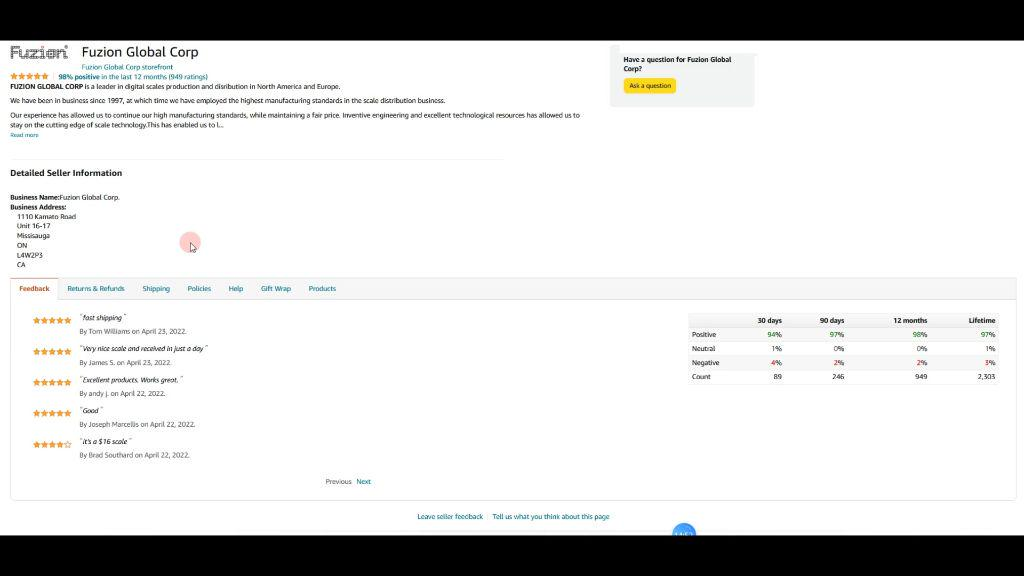 Fuzion
Fuzion Global Corp
Fuzion Global Corp storefront
98% positive in the last 12 months (949 ratings)
FUZION GLOBAL CORP is a leader in digital scales production and disribution in North America and Europe.
We have been in business since 1997, at which time we have employed the highest manufacturing standards in the scale distribution business.
Our experience has allowed us to continue our high manufacturing standards, while maintaining a fair price. Inventive engineering and excellent technological resources has allowed us to
stay on the cutting edge of scale technology.This has enabled us to l...
Read more
Have a question for Fuzion Global
Corp?
Ask a question
Detailed Seller Information
Business Name:Fuzion Global Corp.
Business Address:
1110 Kamato Road
Unit 16-17
Missisauga
ON
L4W2P3
CA
Feedback Returns & Refunds Shipping Policies Help Gift Wrap Products
"fast shipping "
By Tom Williams on April 23, 2022.
"Very nice scale and received in just a day "
By James S. on April 23, 2022.
"Excellent products. Works great. "
By andy j. on April 22, 2022.
"Good "
By Joseph Marcellis on April 22, 2022.
"it's a $16 scale "
By Brad Southard on April 22, 2022.
Previous Next
30 days 90 days 12 months Lifetime
Positive 94% 97% 98% 97%
Neutral 1% 0% 0% 1%
Negative 4% 2% 2% 3%
Count 89 246 949 2,303
Leave seller feedback Tell us what you think about this page